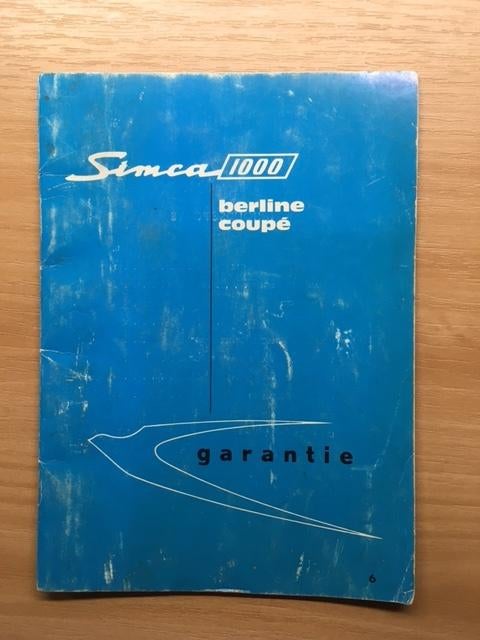 Simca 1000
berline
coupé
garantie
6